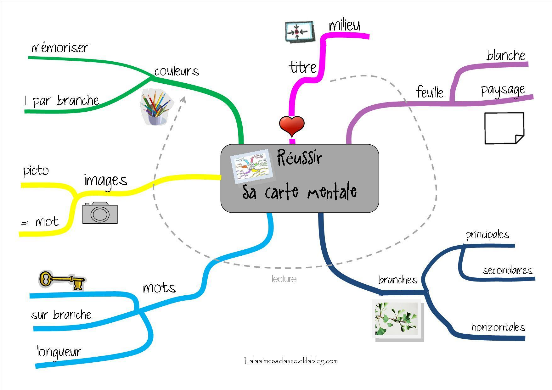 milieu
titre
feuille
blanche
paysage
Réussir
Sa carte mentale
branches
principales
secondaires
horizontales
lecture
mots
sur branche
longueur
images
picto
= mot
couleurs
mémoriser
1 par branche